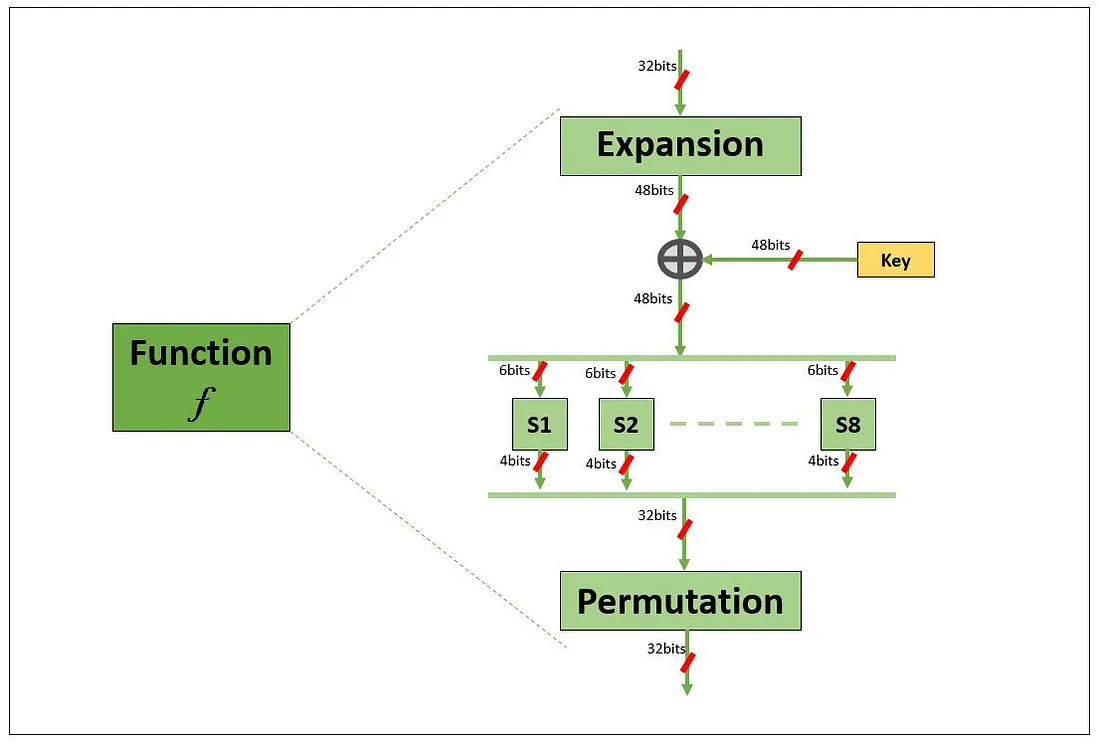 32bits
Expansion
48bits
48bits
Key
48bits
Function
f
6bits
6bits
6bits
S1
S2
S8
4bits
4bits
4bits
32bits
Permutation
32bits